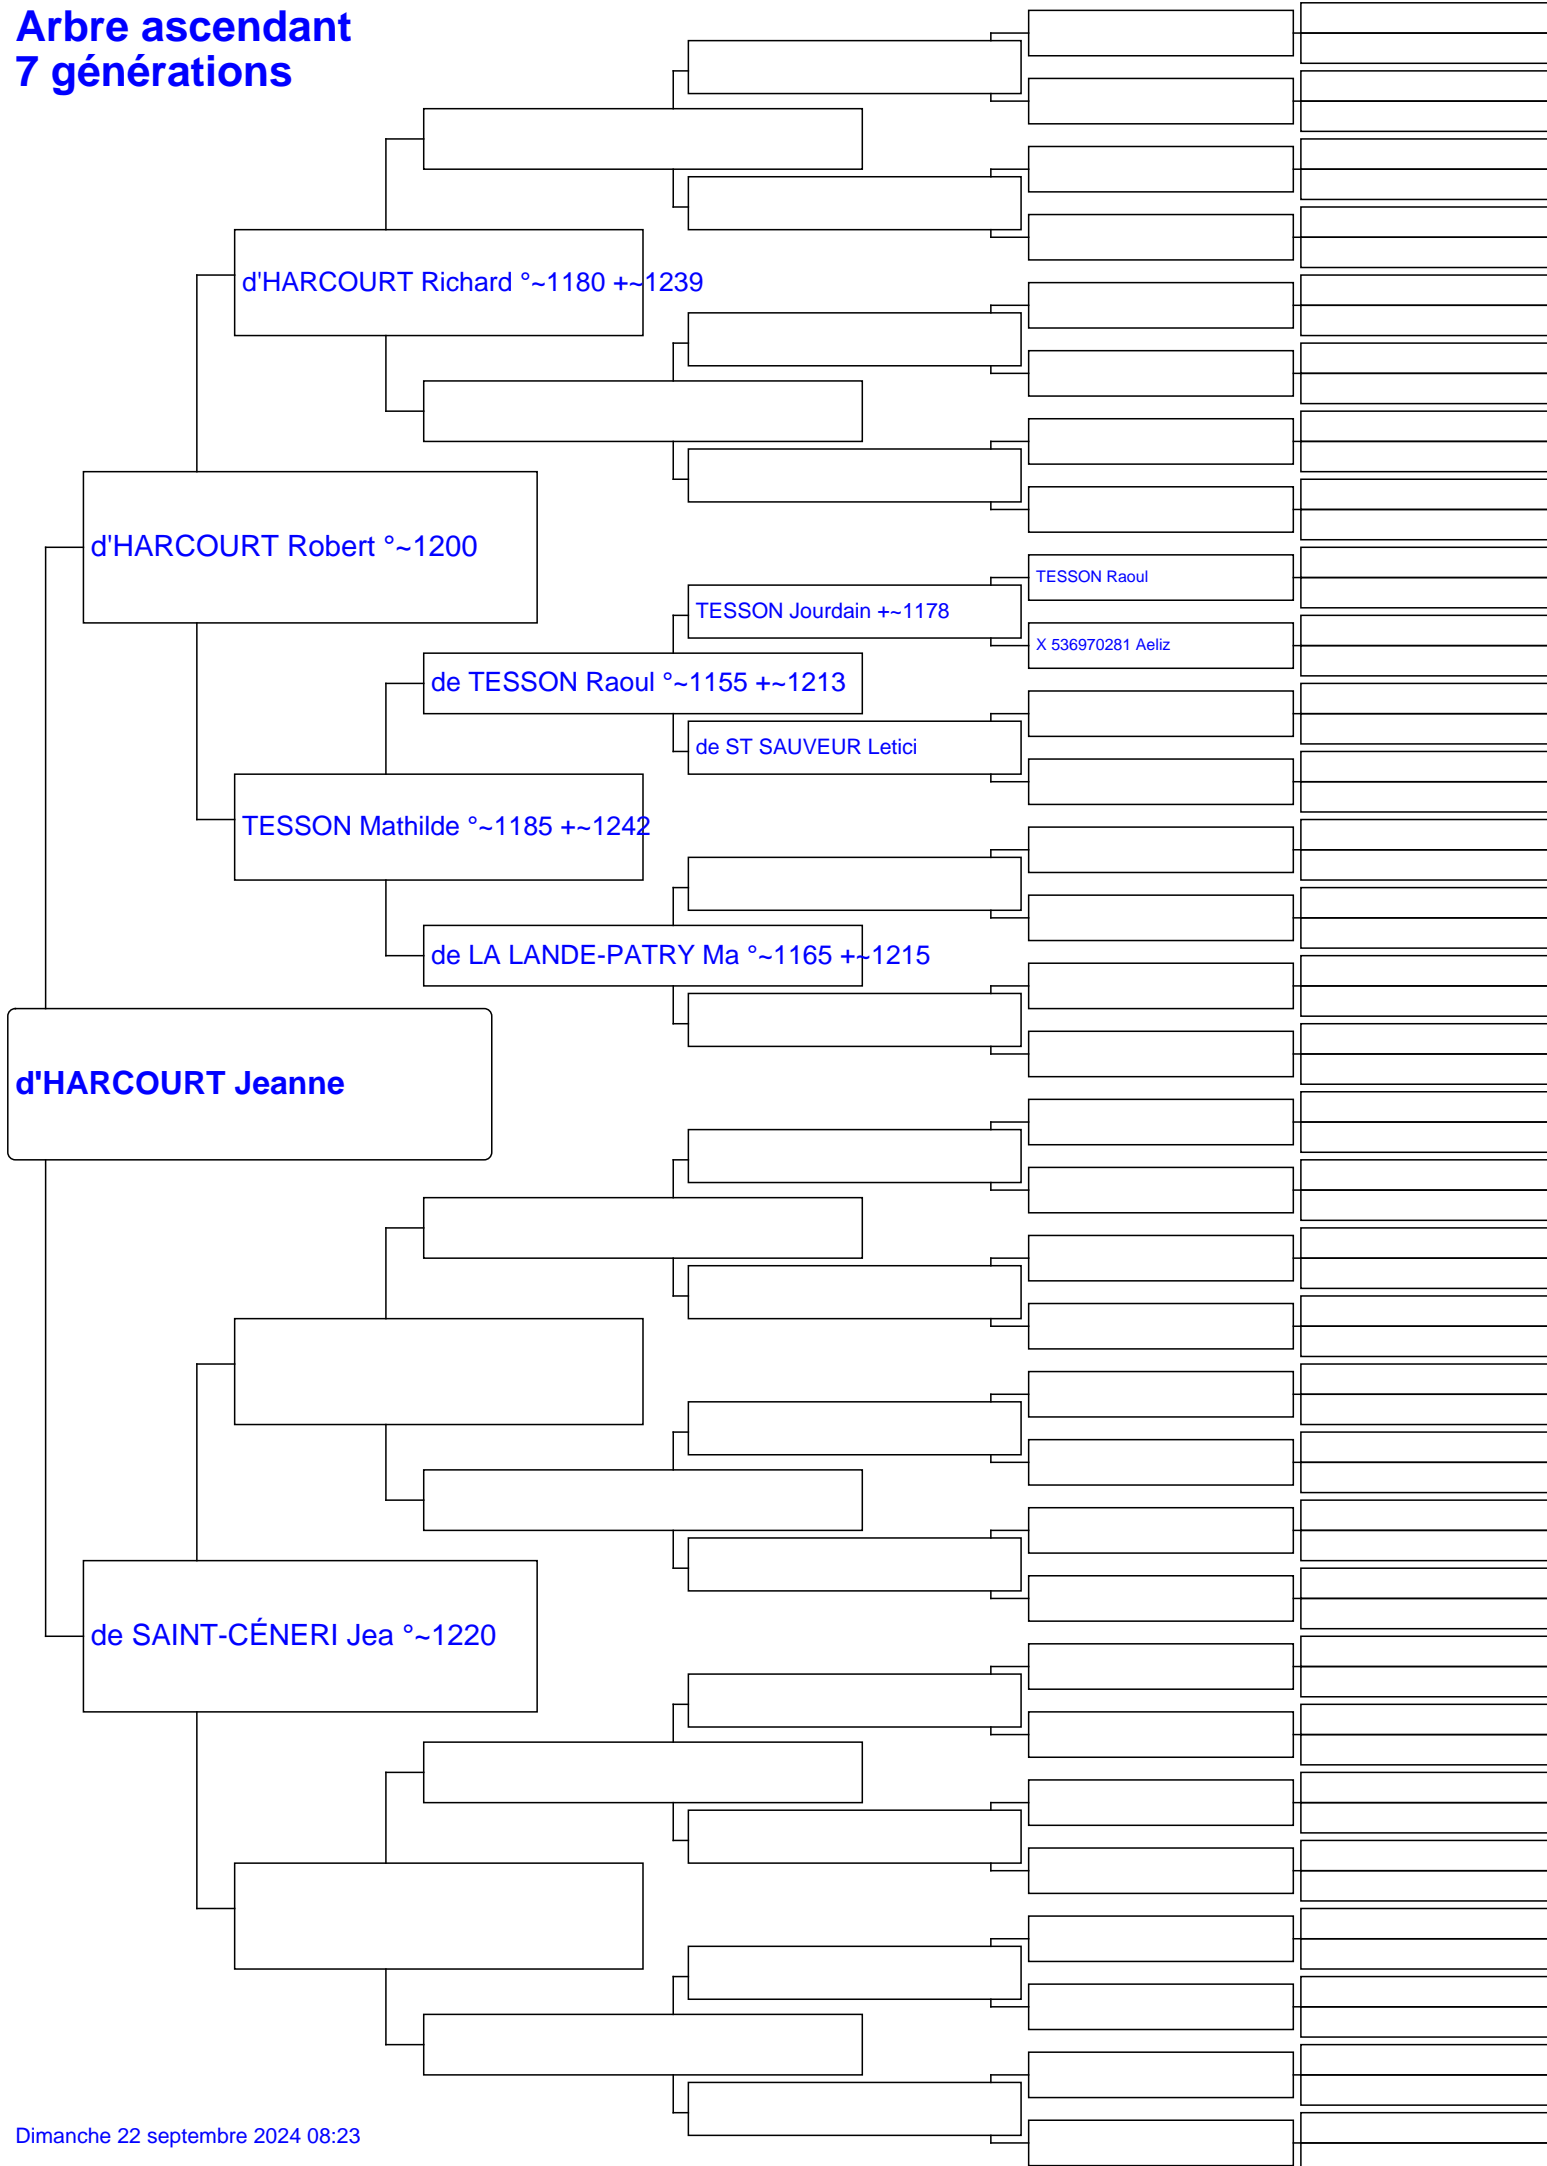 Arbre ascendant
7 générations
d'HARCOURT Richard °~1180 +~1239
d'HARCOURT Robert °~1200
TESSON Raoul
TESSON Jourdain +~1178
X 536970281 Aeliz
de TESSON Raoul °~1155 +~1213
de ST SAUVEUR Letici
TESSON Mathilde °~1185 +~1242
de LA LANDE-PATRY Ma °~1165 +~1215
d'HARCOURT Jeanne
de SAINT-CÉNERI Jea °~1220
Dimanche 22 septembre 2024 08:23